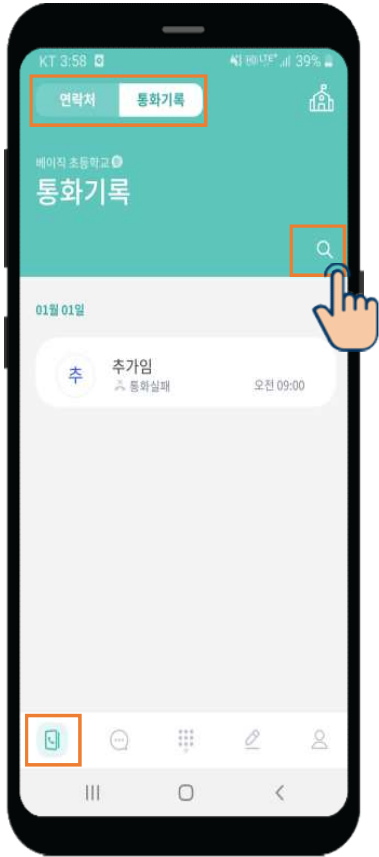 KT 3:58
39%
연락처 통화기록
베이직 초등학교
통화기록
01월 01일
추 추가임
통화실패 오전 09:00